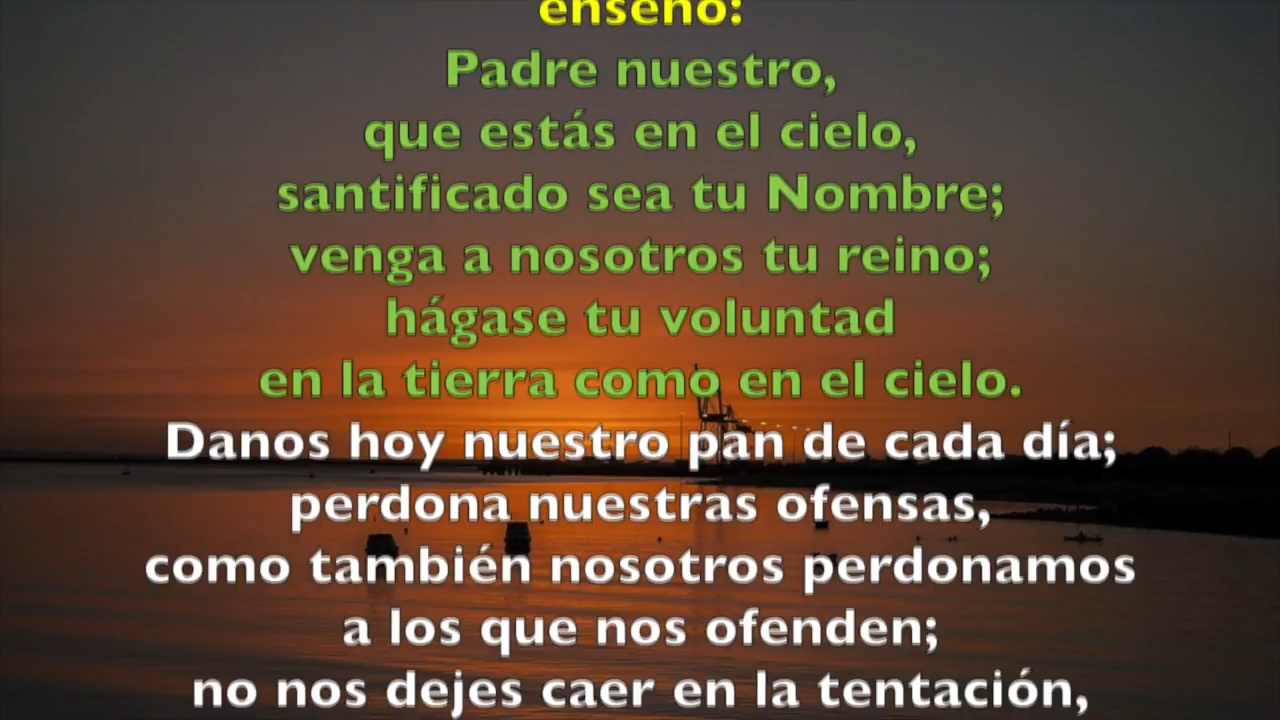 enseñó:
Padre nuestro,
que estás en el cielo,
santificado sea tu Nombre;
venga a nosotros tu reino;
hágase tu voluntad
en la tierra como en el cielo.
Danos hoy nuestro pan de cada día;
perdona nuestras ofensas,
como también nosotros perdonamos
a los que nos ofenden;
no nos dejes caer en la tentación,